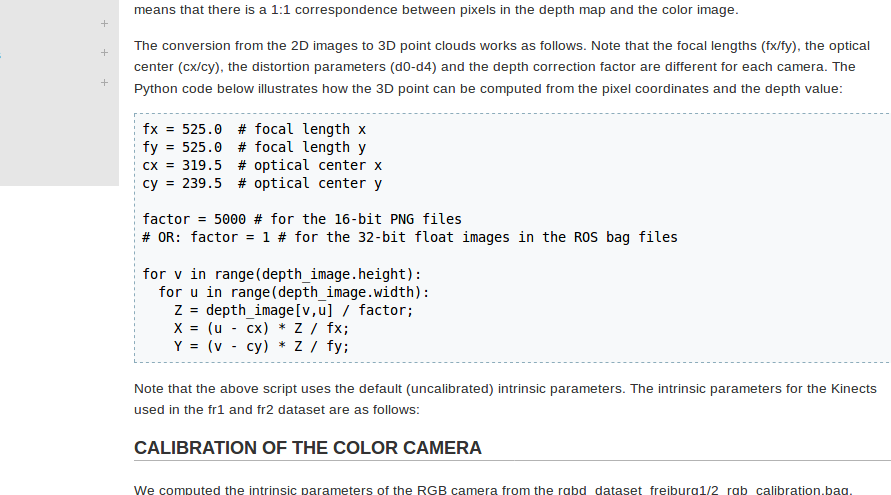 means that there is a 1:1 correspondence between pixels in the depth map and the color image.
The conversion from the 2D images to 3D point clouds works as follows. Note that the focal lengths (fx/fy), the optical
center (cx/cy), the distortion parameters (d0-d4) and the depth correction factor are different for each camera. The
Python code below illustrates how the 3D point can be computed from the pixel coordinates and the depth value:
fx = 525.0  # focal length x
fy = 525.0  # focal length y
cx = 319.5  # optical center x
cy = 239.5  # optical center y
factor = 5000 # for the 16-bit PNG files
# OR: factor = 1 # for the 32-bit float images in the ROS bag files
for v in range(depth_image.height):
  for u in range(depth_image.width):
    Z = depth_image[v,u] / factor;
    X = (u - cx) * Z / fx;
    Y = (v - cy) * Z / fy;
Note that the above script uses the default (uncalibrated) intrinsic parameters. The intrinsic parameters for the Kinects
used in the fr1 and fr2 dataset are as follows:
CALIBRATION OF THE COLOR CAMERA
We computed the intrinsic parameters of the RGB camera from the rgbd_dataset_freiburg1/2_rgb_calibration.bag.